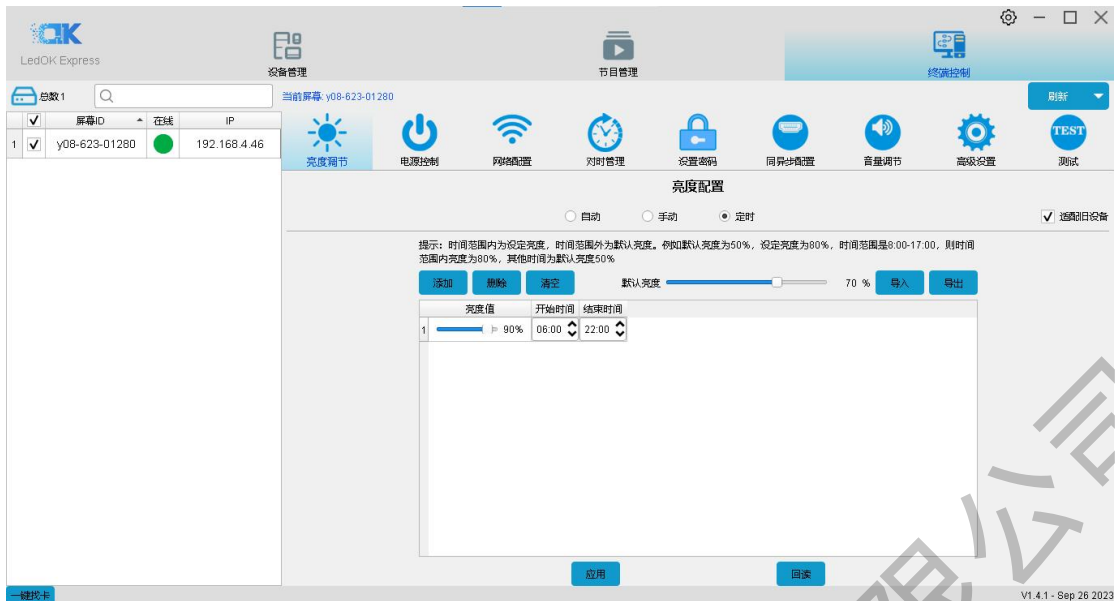 LedOK Express
设备管理
节目管理
终端控制
总数 1
当前屏幕: y08-623-01280
刷新
屏幕ID 在线 IP
1 y08-623-01280 192.168.4.46
亮度调节 电源控制 网络配置 对时管理 设置密码 同异步配置 音量调节 高级设置 TEST 测试
亮度配置
自动 手动 定时 适配旧设备
提示：时间范围内为设定亮度，时间范围外为默认亮度。例如默认亮度为50%，设定亮度为80%，时间范围是8:00-17:00，则时间
范围内亮度为80%，其他时间为默认亮度50%
添加 删除 清空 默认亮度 70 % 导入 导出
亮度值 开始时间 结束时间
1 90% 06:00 22:00
应用 回读
一键找卡
V1.4.1 - Sep 26 2023
限公司